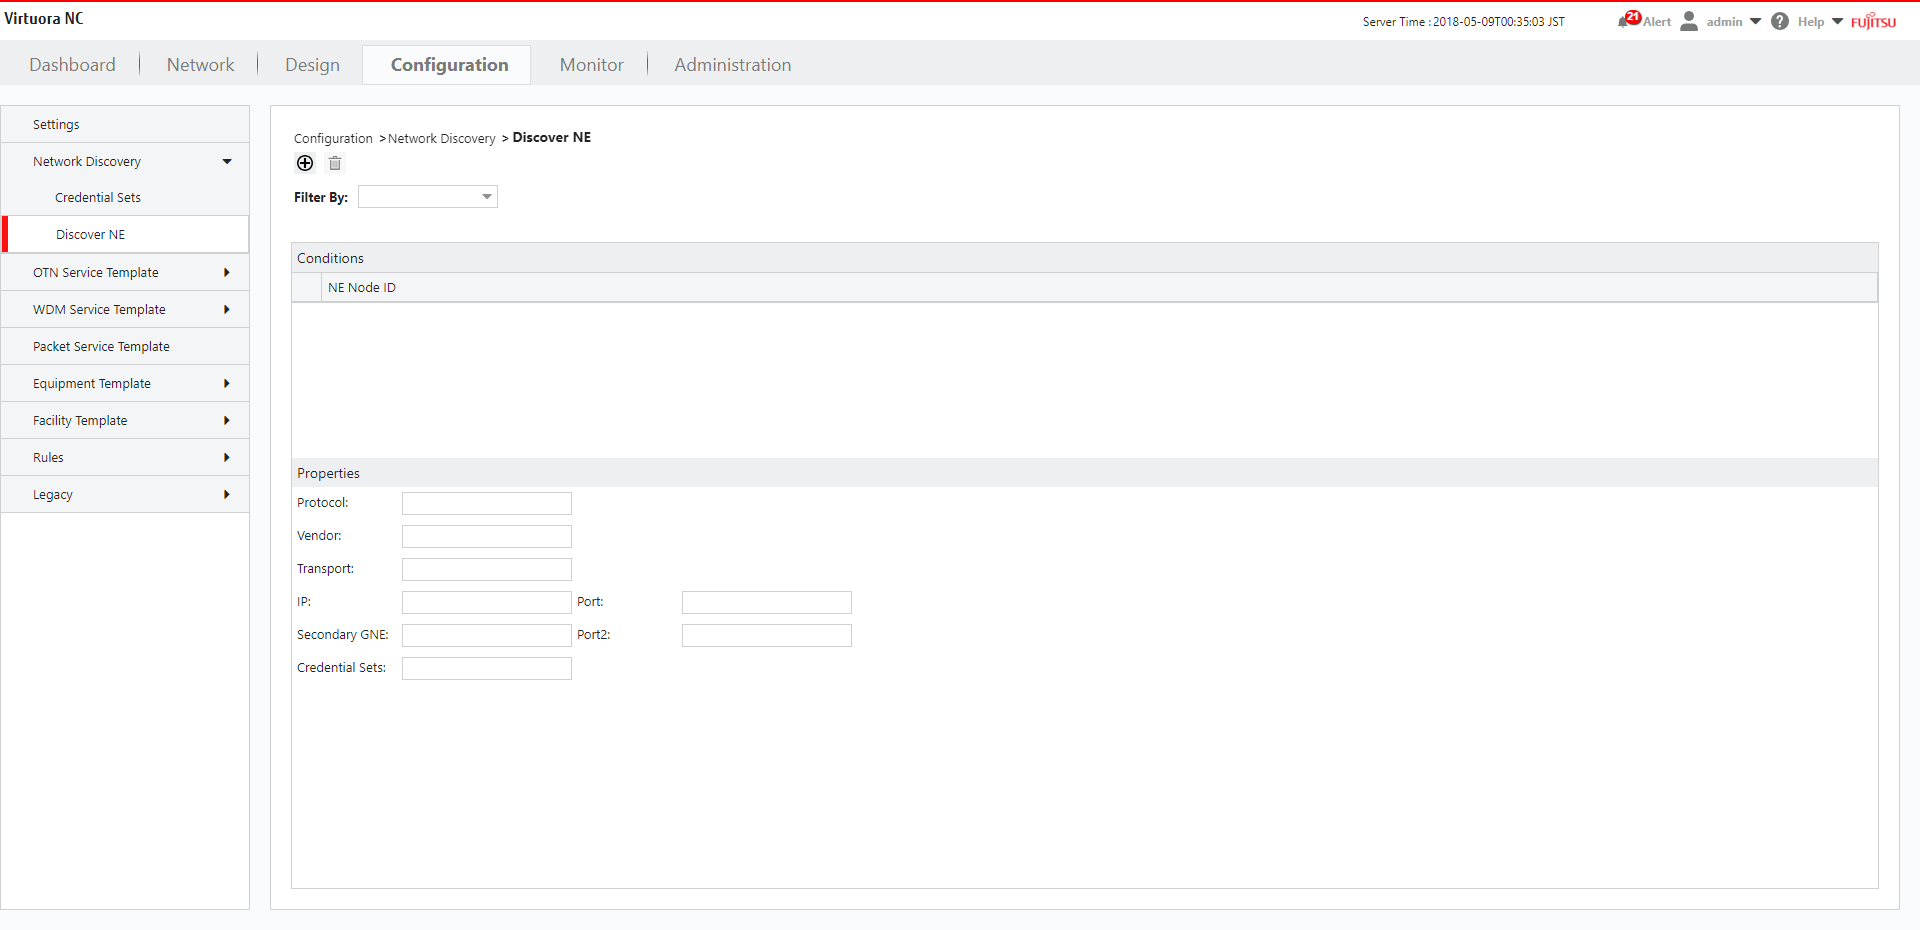 Virtuora NC
Server Time : 2018-05-09T00:35:03 JST
21
Alert
admin
?
Help
FUJITSU
Dashboard
Network
Design
Configuration
Monitor
Administration
Settings
Network Discovery
Credential Sets
Discover NE
OTN Service Template
WDM Service Template
Packet Service Template
Equipment Template
Facility Template
Rules
Legacy
Configuration >Network Discovery > Discover NE
Filter By:
Conditions
NE Node ID
Properties
Protocol:
Vendor:
Transport:
IP: Port:
Secondary GNE: Port2:
Credential Sets: